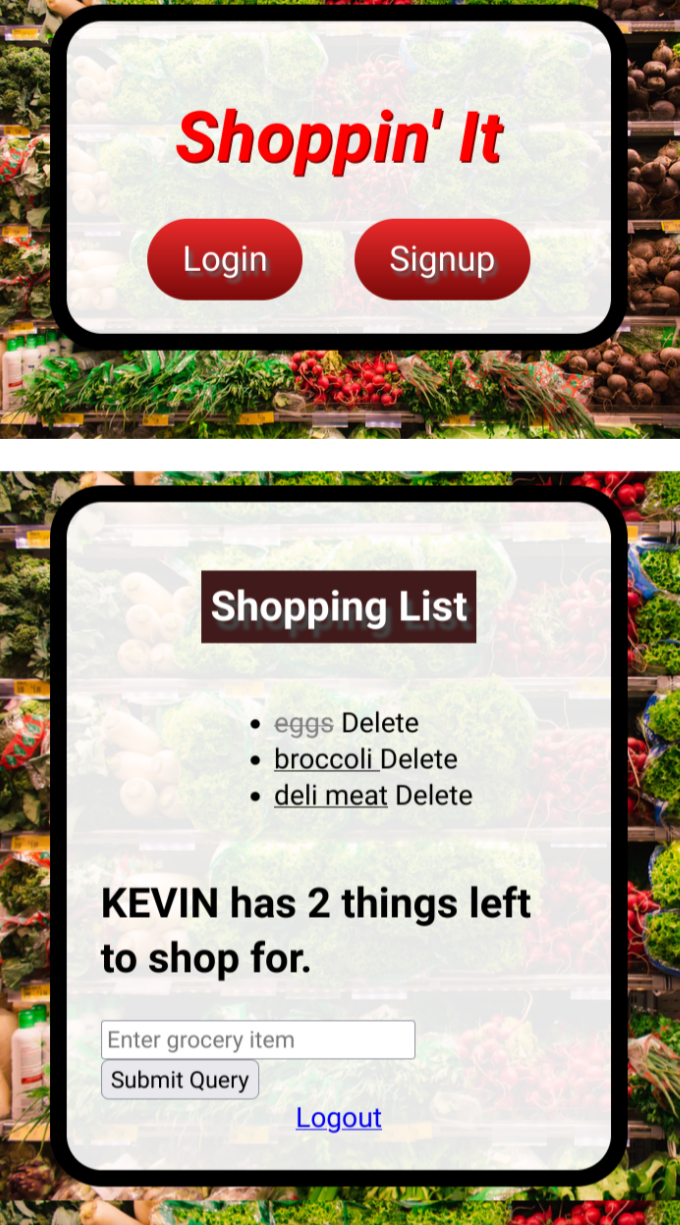 Shoppin' It
Login Signup
Shopping List
eggs Delete
broccoli Delete
deli meat Delete
KEVIN has 2 things left
to shop for.
Enter grocery item
Submit Query
Logout